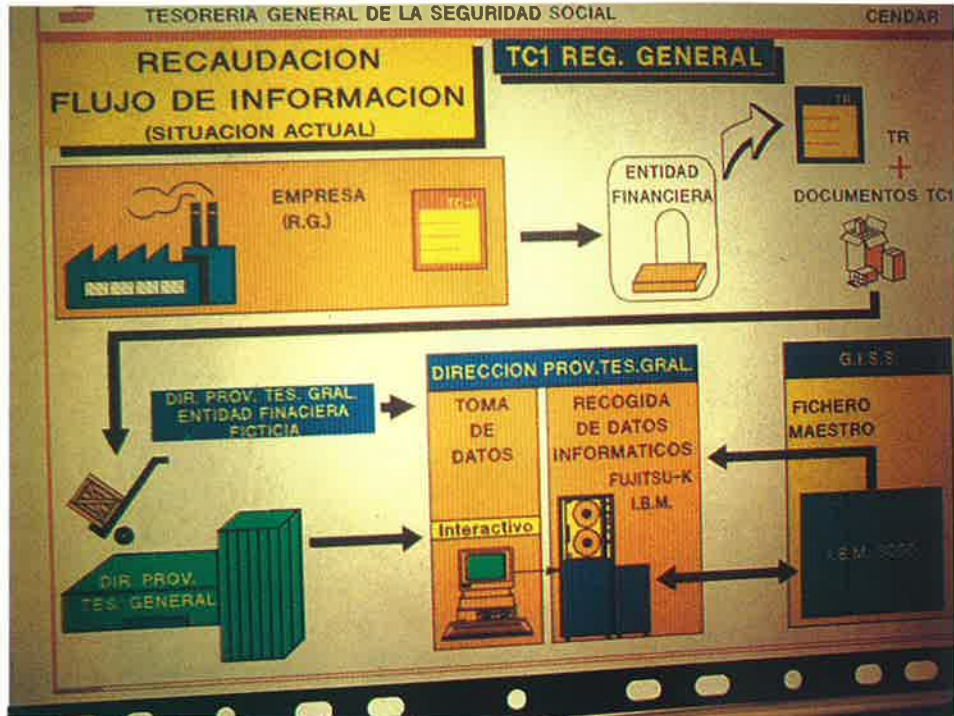 TESORERIA GENERAL DE LA SEGURIDAD SOCIAL
CENDAR
RECAUDACION
FLUJO DE INFORMACION
(SITUACION ACTUAL)
TC1 REG. GENERAL
TR
TR
+
DOCUMENTOS TC1
ENTIDAD
FINANCIERA
EMPRESA
(R.G.)
DIR. PROV. TES. GRAL.
ENTIDAD FINACIERA
FICTICIA
DIRECCION PROV.TES.GRAL.
TOMA
DE
DATOS
Interactivo
RECOGIDA
DE DATOS
INFORMATICOS
FUJITSU-K
I.B.M.
G.I.S.S.
FICHERO
MAESTRO
I.B.M.
DIR. PROV.
TES. GENERAL